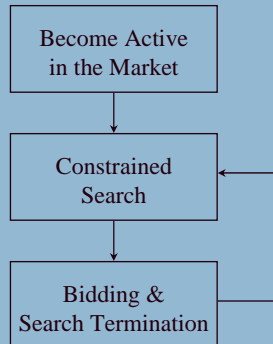 Become Active
in the Market
Constrained
Search
Bidding &
Search Termination